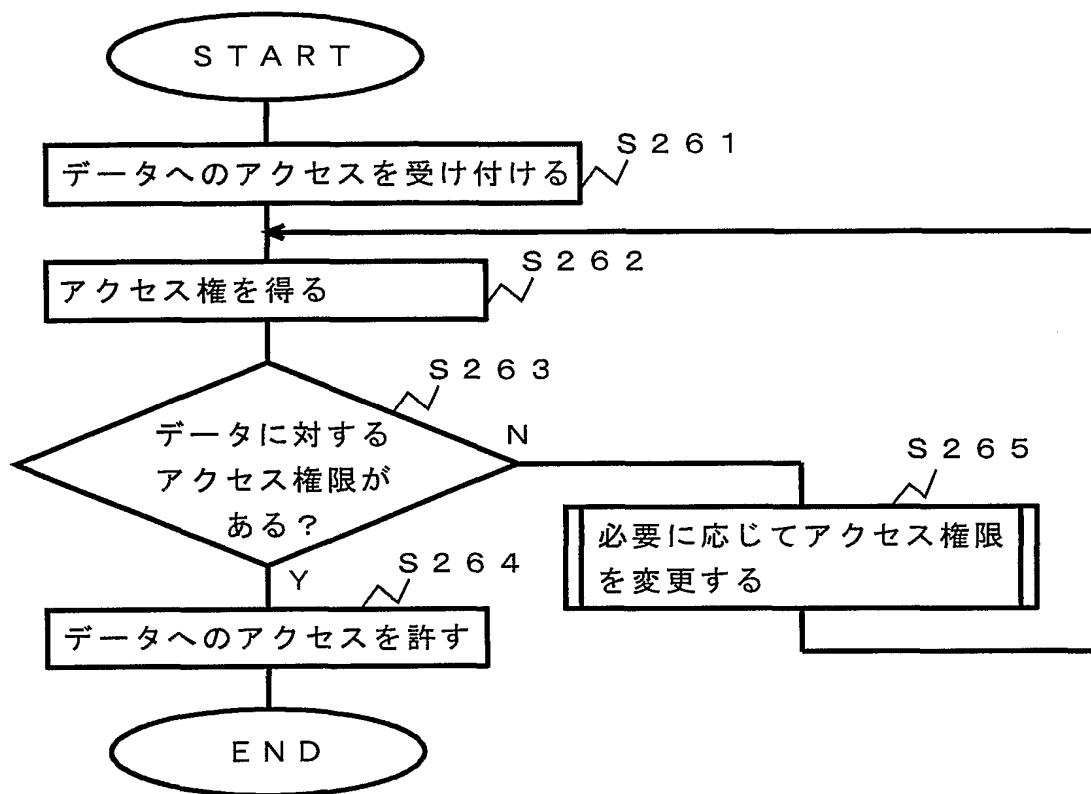 ＳＴＡＲＴ
Ｓ２６１
データへのアクセスを受け付ける
Ｓ２６２
アクセス権を得る
Ｓ２６３
データに対する
アクセス権限が
ある？
Ｎ
Ｓ２６５
必要に応じてアクセス権限
を変更する
Ｙ
Ｓ２６４
データへのアクセスを許す
ＥＮＤ